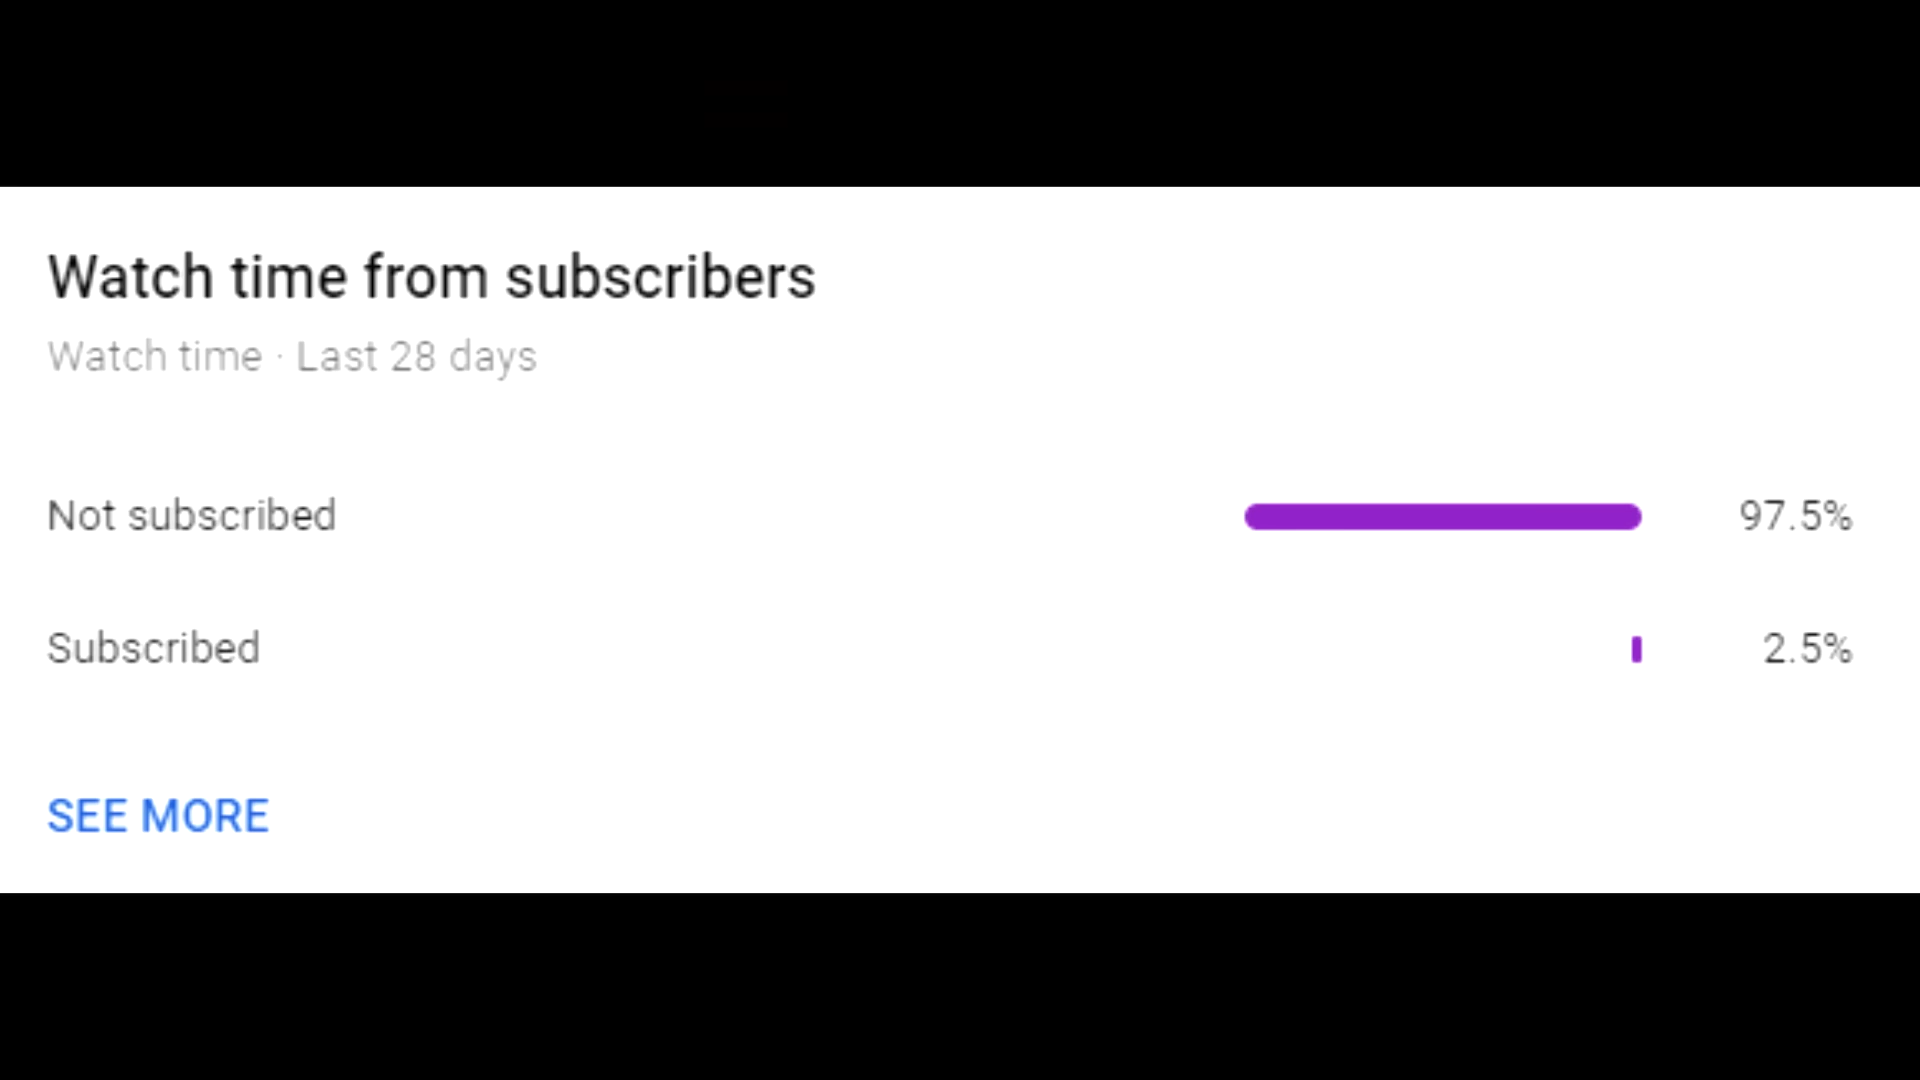 Watch time from subscribers
Watch time · Last 28 days
Not subscribed 97.5%
Subscribed 2.5%
SEE MORE